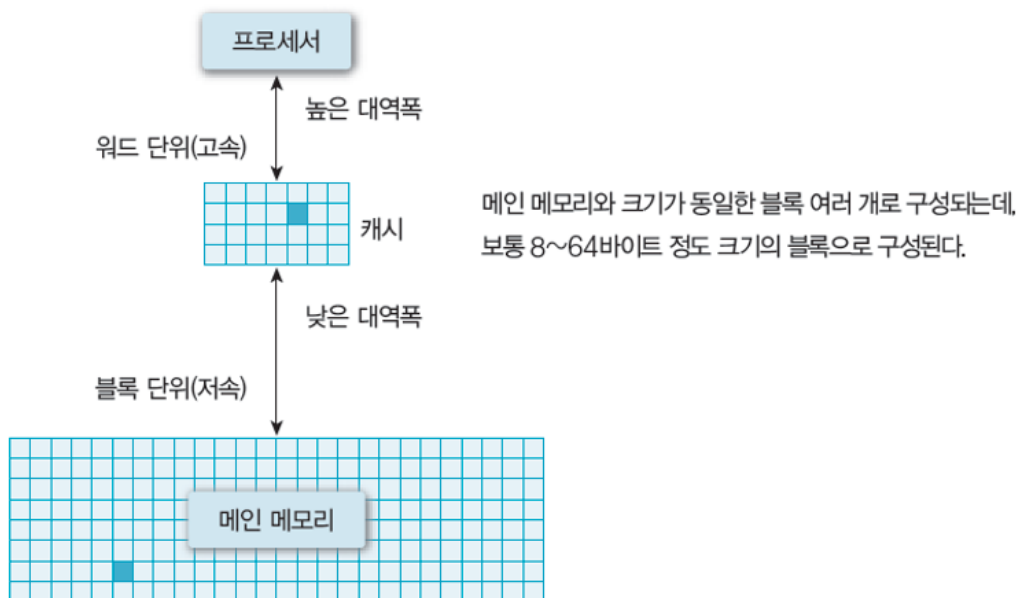 프로세서
높은 대역폭
워드 단위(고속)
메인 메모리와 크기가 동일한 블록 여러 개로 구성되는데,
캐시
보통 8~64바이트 정도 크기의 블록으로 구성된다.
낮은 대역폭
블록 단위(저속)
메인 메모리